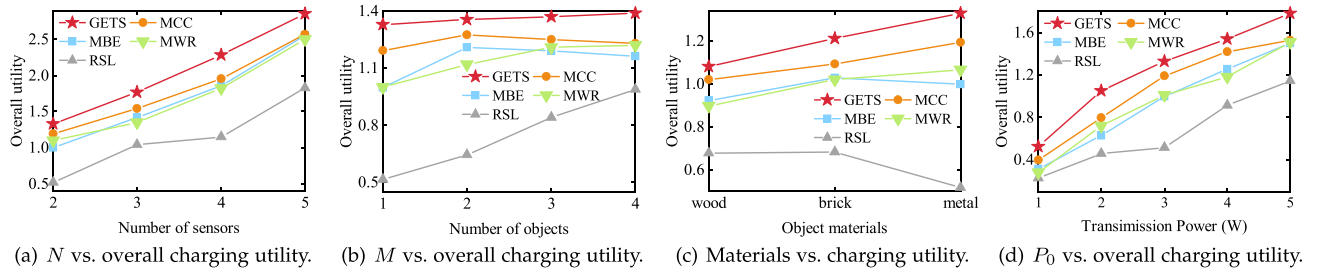 Overall utility
2.5
2.0
1.5
1.0
0.5
GETS
MCC
MBE
MWR
RSL
2 3 4 5
Number of sensors
(a) N vs. overall charging utility.
Overall utility
1.4
1.1
0.8
0.5
GETS
MCC
MBE
MWR
RSL
1 2 3 4
Number of objects
(b) M vs. overall charging utility.
Overall utility
1.2
1.0
0.8
0.6
GETS
MCC
MBE
MWR
RSL
wood brick metal
Object materials
(c) Materials vs. charging utility.
Overall utility
1.6
1.2
0.8
0.4
GETS
MCC
MBE
MWR
RSL
1 2 3 4 5
Transimission Power (W)
(d) P₀ vs. overall charging utility.